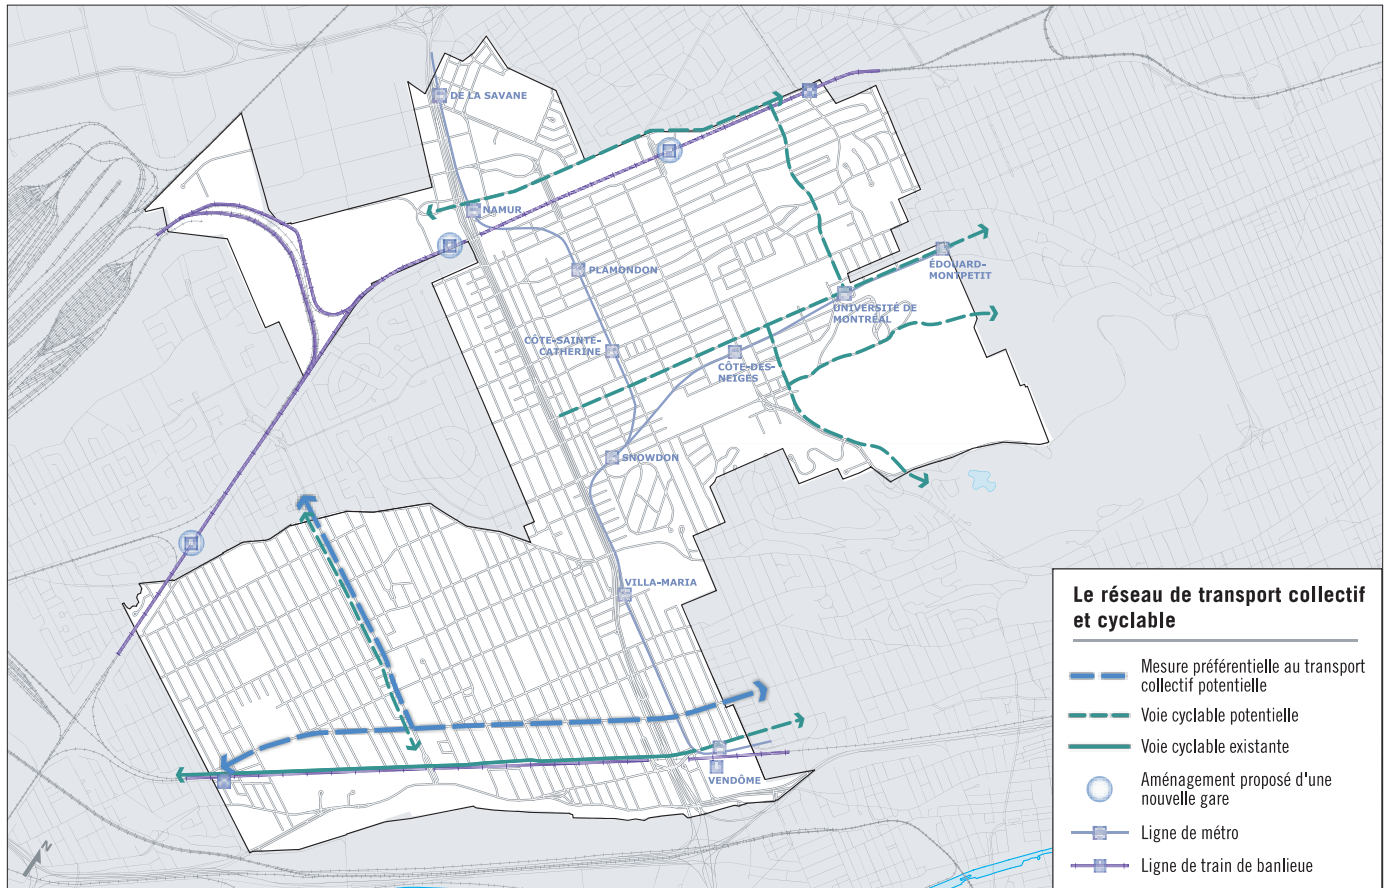 DE LA SAVANE
NAMUR
PLAMONDON
ÉDOUARD-
MONTPETIT
UNIVERSITÉ DE
MONTRÉAL
CÔTE-SAINTE-
CATHERINE
CÔTE-DES-
NEIGES
SNOWDON
VILLA-MARIA
VENDÔME
N
Le réseau de transport collectif
et cyclable
Mesure préférentielle au transport
collectif potentielle
Voie cyclable potentielle
Voie cyclable existante
Aménagement proposé d'une
nouvelle gare
Ligne de métro
Ligne de train de banlieue